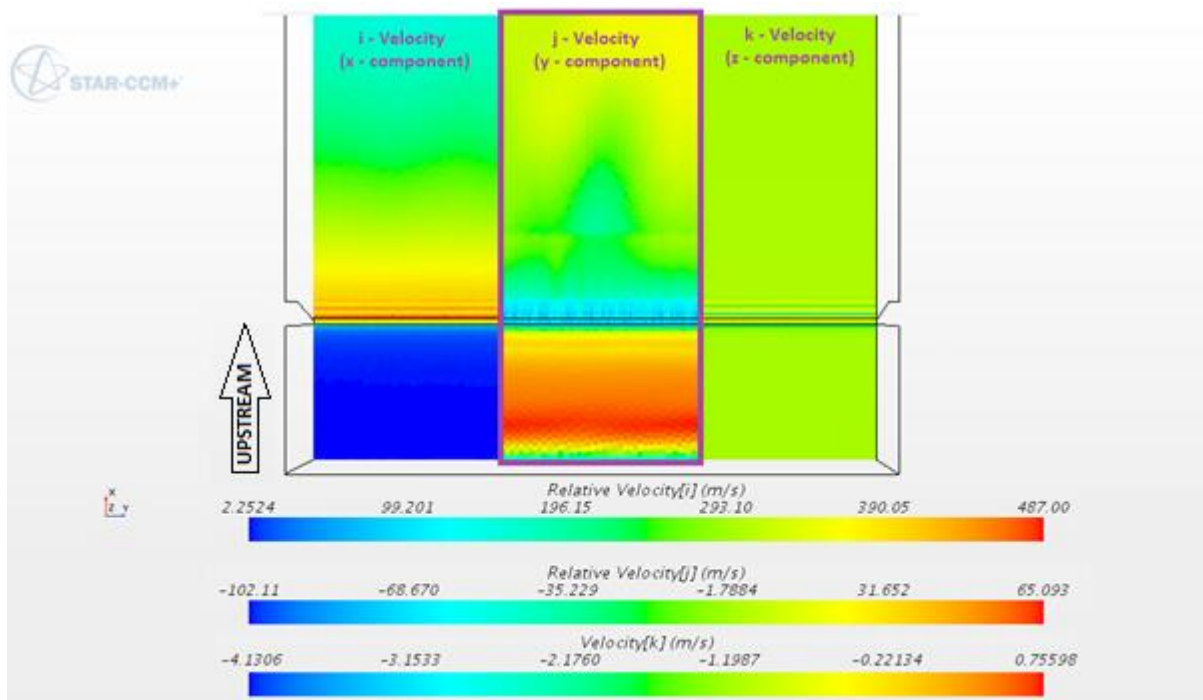 i - Velocity
(x - component)
j - Velocity
(y - component)
k - Velocity
(z - component)
STAR-CCM+
UPSTREAM
X
Z Y
Relative Velocity[i] (m/s)
2.2524 99.201 196.15 293.10 390.05 487.00
Relative Velocity[j] (m/s)
-102.11 -68.670 -35.229 -1.7884 31.652 65.093
Velocity[k] (m/s)
-4.1306 -3.1533 -2.1760 -1.1987 -0.22134 0.75598